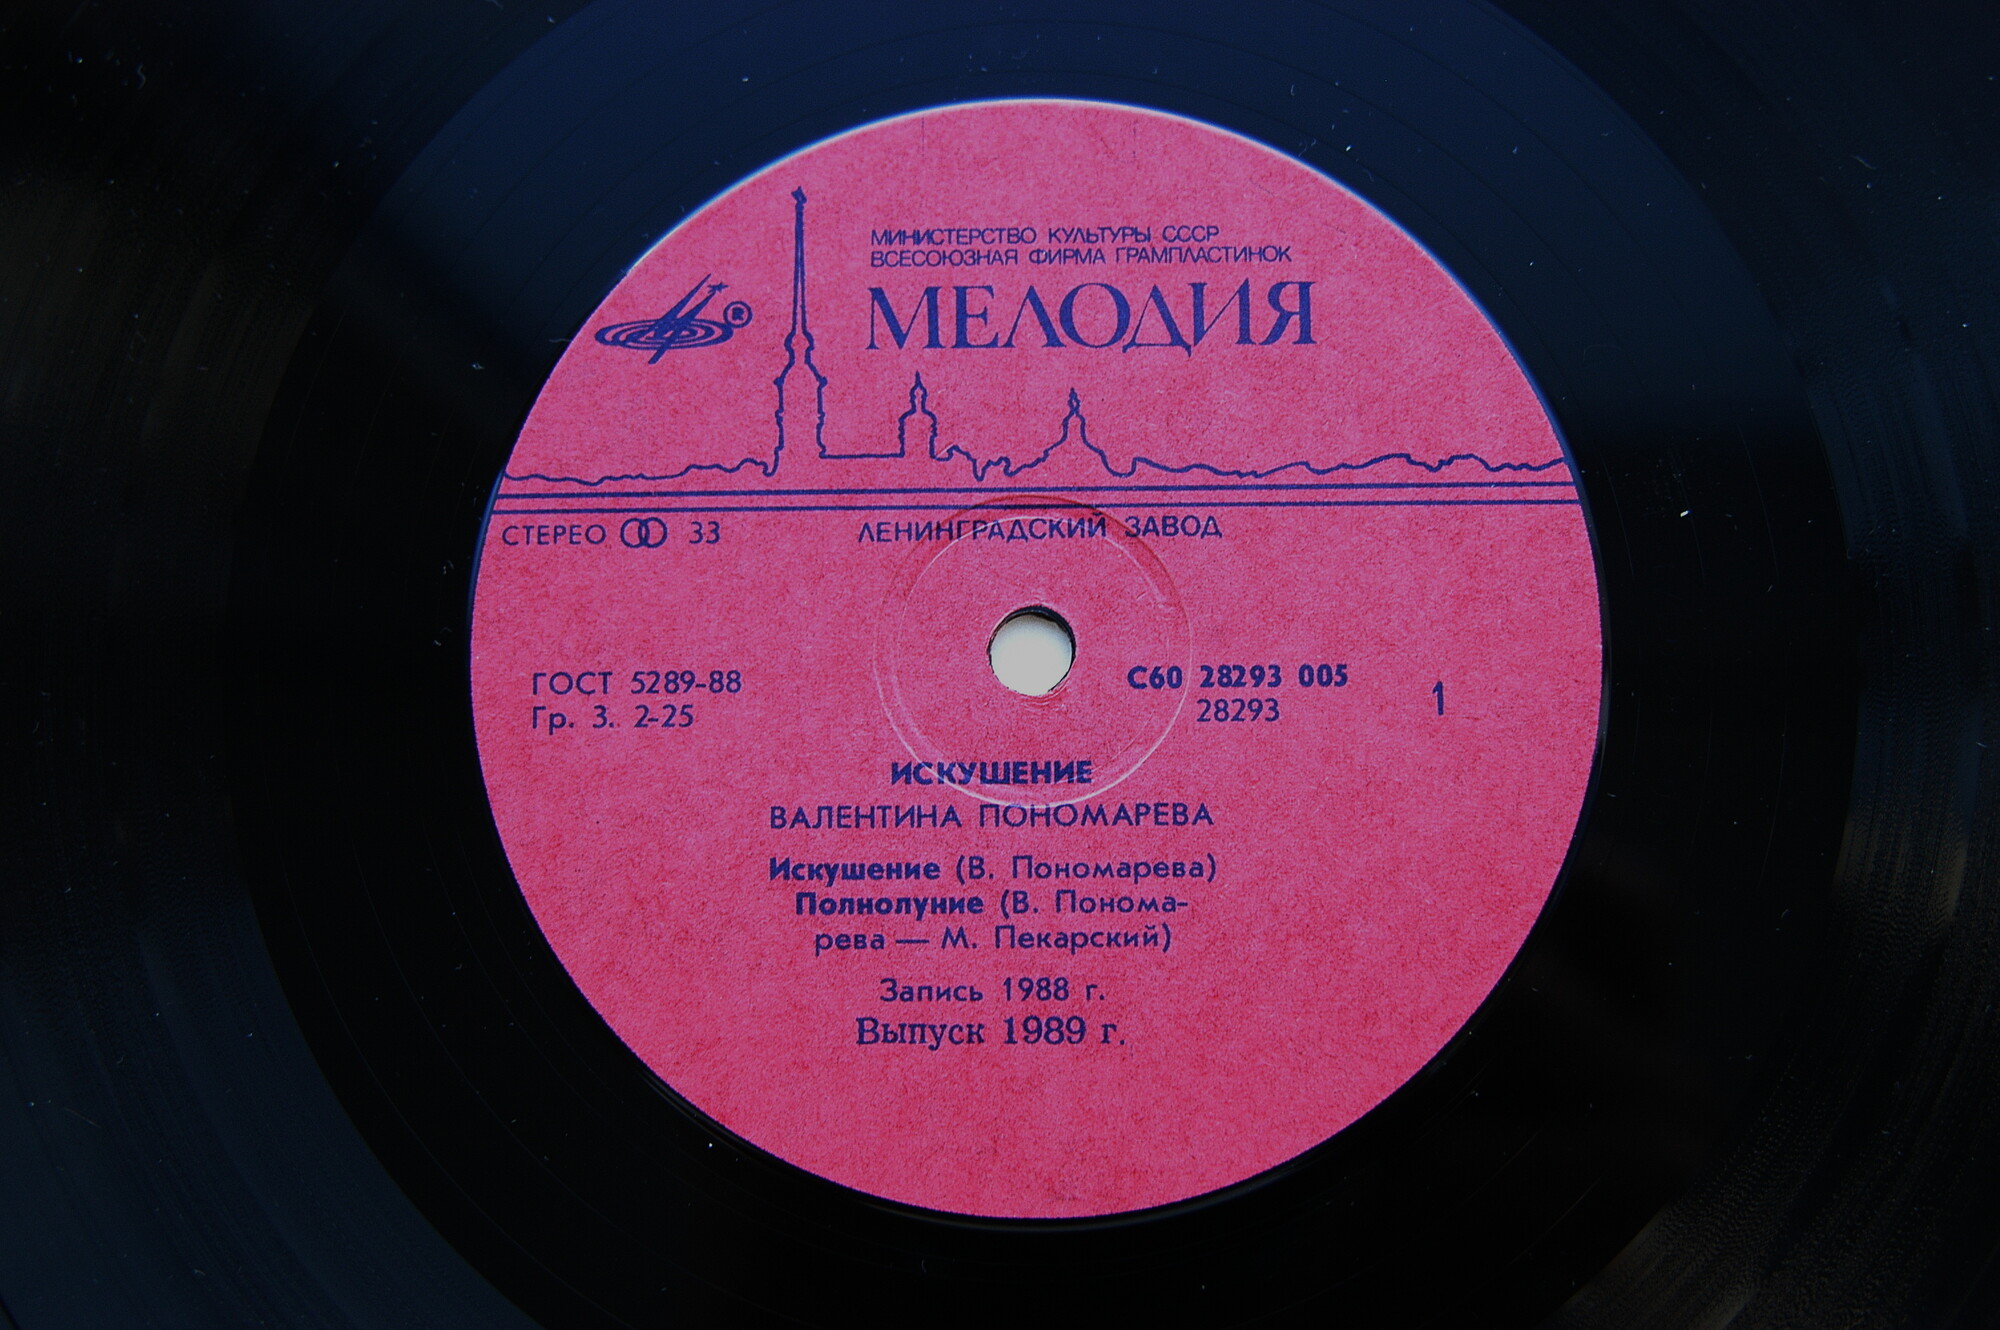 МИНИСТЕРСТВО КУЛЬТУРЫ СССР
ВСЕСОЮЗНАЯ ФИРМА ГРАМПЛАСТИНОК
МЕЛОДИЯ
®
СТЕРЕО 33
ЛЕНИНГРАДСКИЙ ЗАВОД
ГОСТ 5289-88
Гр. 3. 2-25
С60 28293 005
28293
1
ИСКУШЕНИЕ
ВАЛЕНТИНА ПОНОМАРЕВА
Искушение (В. Пономарева)
Полнолуние (В. Понома-
рева — М. Пекарский)
Запись 1988 г.
Выпуск 1989 г.